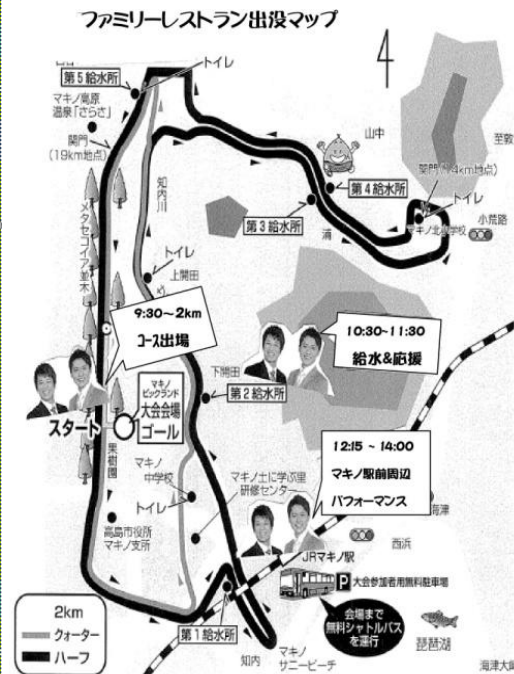 ファミリーレストラン出没マップ
第5給水所
トイレ
マキノ高原
温泉「さらさ」
関門
(19km地点)
メタセコイア並木
知内川
山中
第4給水所
第3給水所
浦
関門(14km地点)
トイレ
マキノ北小学校
小荒路
トイレ
上開田
9:30～2km
コース出場
10:30～11:30
給水&応援
下開田
第2給水所
スタート
マキノ
ピックランド
大会会場
ゴール
果樹園
マキノ
中学校
トイレ
マキノ土に学ぶ里
研修センター
12:15 ～ 14:00
マキノ駅前周辺
パフォーマンス
海津
西浜
高島市役所
マキノ支所
JRマキノ駅
P 大会参加者用無料駐車場
会場まで
無料シャトルバス
を運行
琵琶湖
2km
クォーター
ハーフ
第1給水所
知内
マキノ
サニービーチ